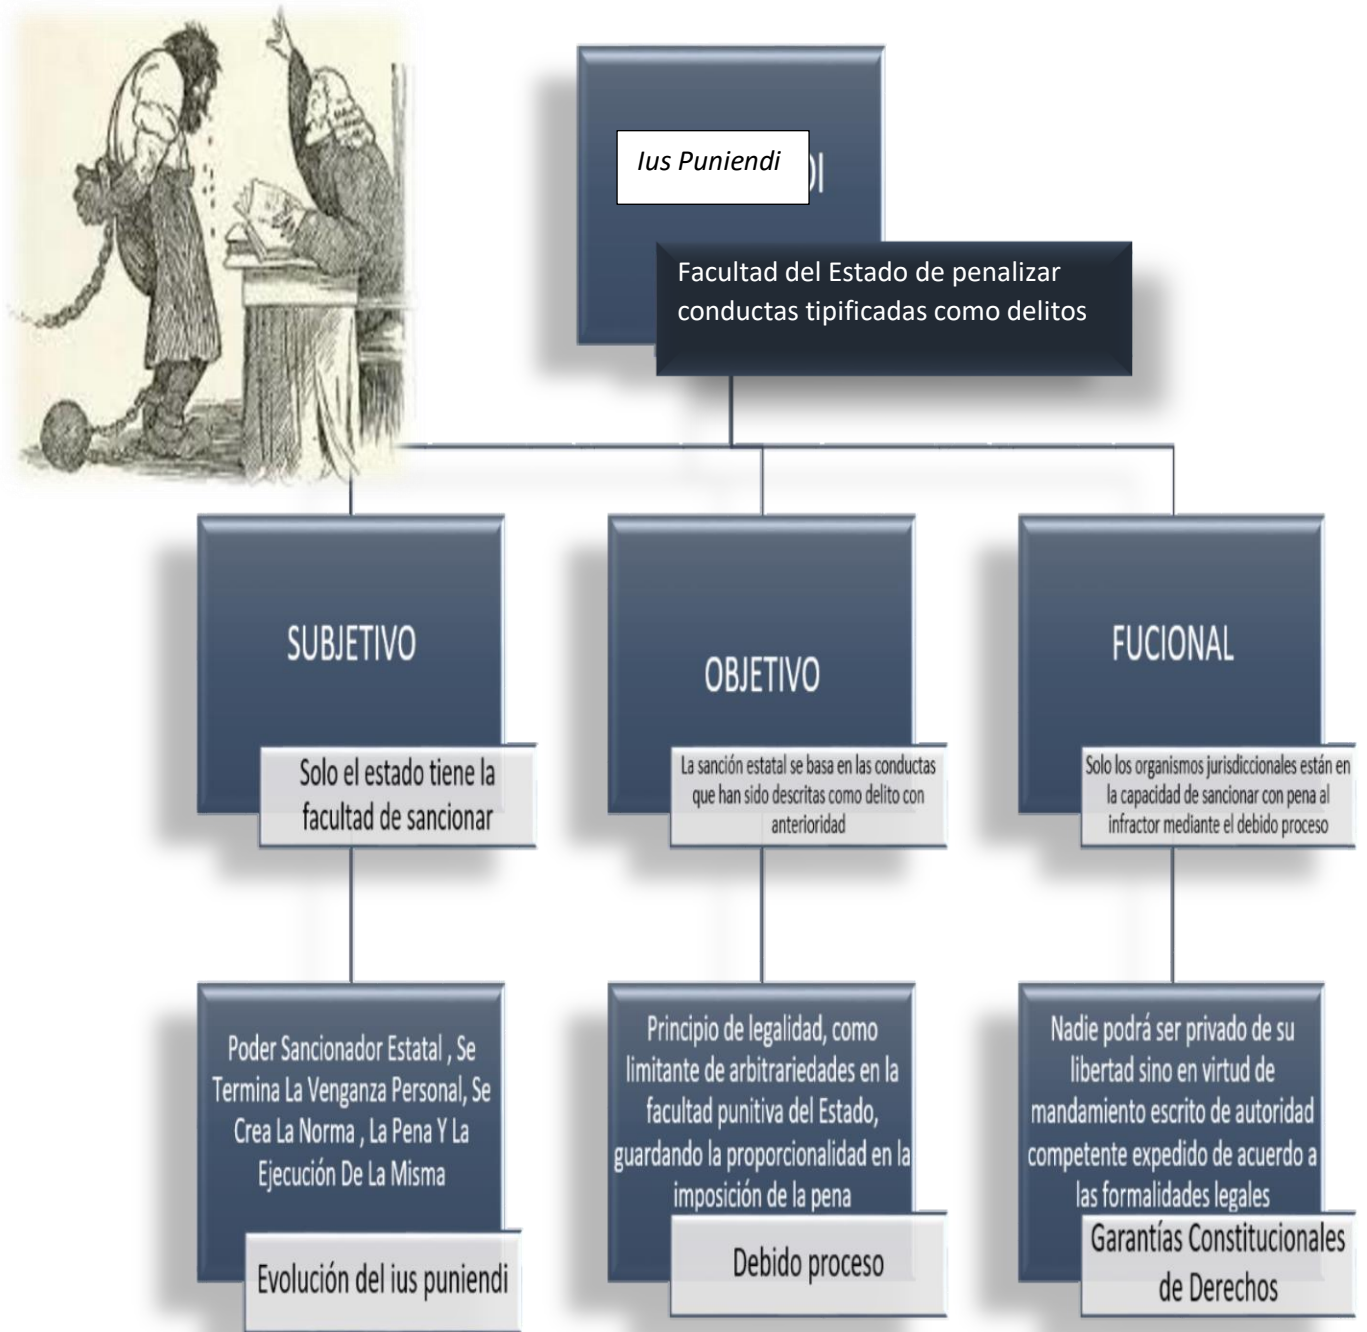 Ius Puniendi
DI
Facultad del Estado de penalizar
conductas tipificadas como delitos
SUBJETIVO
Solo el estado tiene la
facultad de sancionar
OBJETIVO
La sanción estatal se basa en las conductas
que han sido descritas como delito con
anterioridad
FUCIONAL
Solo los organismos jurisdiccionales están en
la capacidad de sancionar con pena al
infractor mediante el debido proceso
Poder Sancionador Estatal , Se
Termina La Venganza Personal, Se
Crea La Norma , La Pena Y La
Ejecución De La Misma
Evolución del ius puniendi
Principio de legalidad, como
limitante de arbitrariedades en la
facultad punitiva del Estado,
guardando la proporcionalidad en la
imposición de la pena
Debido proceso
Nadie podrá ser privado de su
libertad sino en virtud de
mandamiento escrito de autoridad
competente expedido de acuerdo a
las formalidades legales
Garantías Constitucionales
de Derechos